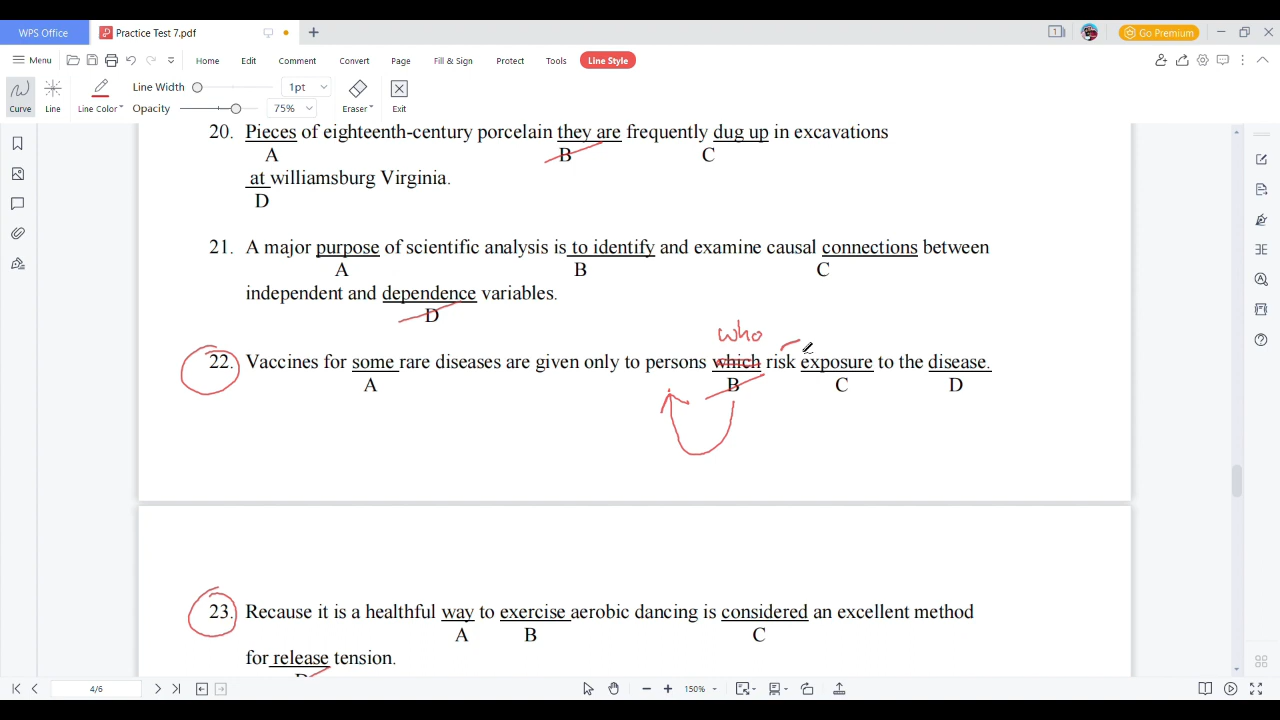 WPS Office
Practice Test 7.pdf
1
Go Premium
Menu
Home
Edit
Comment
Convert
Page
Fill & Sign
Protect
Tools
Line Style
Curve
Line
Line Color
Line Width
1pt
Opacity
75%
Eraser
Exit
20. Pieces of eighteenth-century porcelain they are frequently dug up in excavations
A B C
at williamsburg Virginia.
D
21. A major purpose of scientific analysis is to identify and examine causal connections between
A B C
independent and dependence variables.
D
who
22. Vaccines for some rare diseases are given only to persons which risk exposure to the disease.
A B C D
23. Recause it is a healthful way to exercise aerobic dancing is considered an excellent method
A B C
for release tension.
4/6
150%